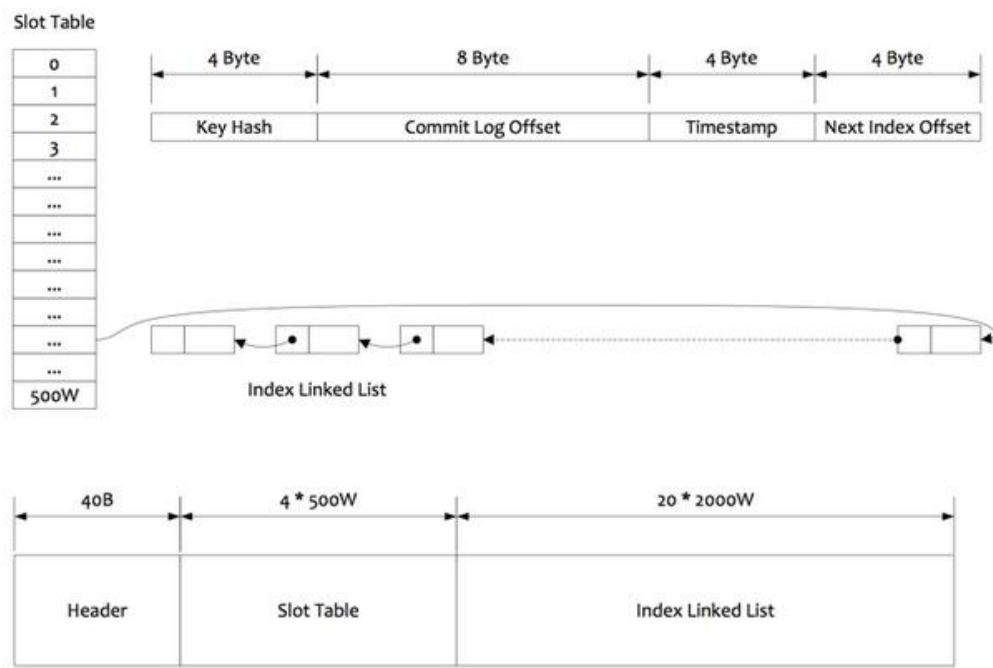 Slot Table
0
1
2
3
...
...
...
...
...
...
...
...
500W
4 Byte 8 Byte 4 Byte 4 Byte
Key Hash Commit Log Offset Timestamp Next Index Offset
Index Linked List
40B 4 * 500W 20 * 2000W
Header Slot Table Index Linked List